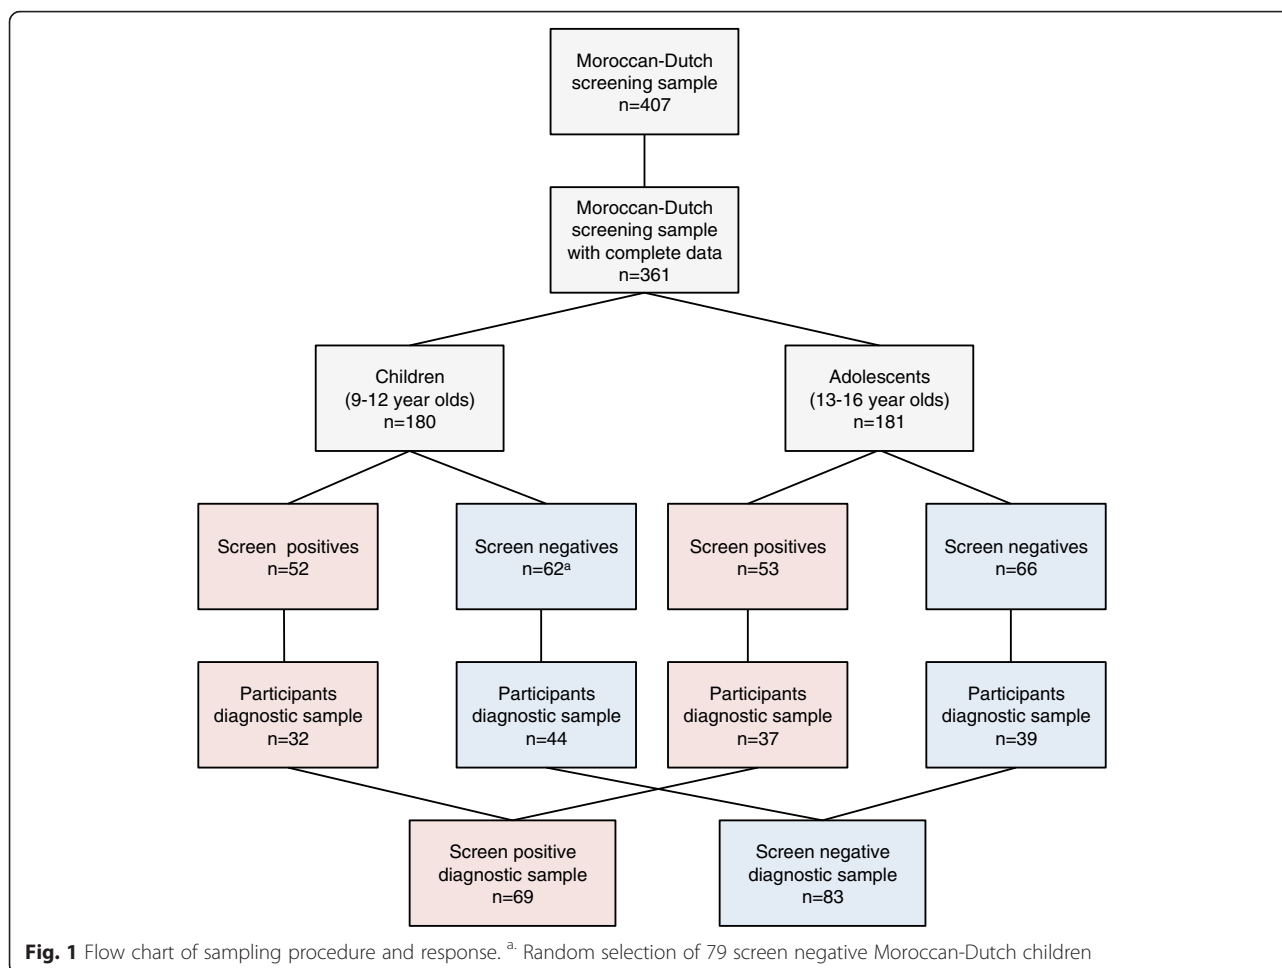 Moroccan-Dutch
screening sample
n=407
Moroccan-Dutch
screening sample
with complete data
n=361
Children
(9-12 year olds)
n=180
Adolescents
(13-16 year olds)
n=181
Screen positives
n=52
Screen negatives
n=62a
Screen positives
n=53
Screen negatives
n=66
Participants
diagnostic sample
n=32
Participants
diagnostic sample
n=44
Participants
diagnostic sample
n=37
Participants
diagnostic sample
n=39
Screen positive
diagnostic sample
n=69
Screen negative
diagnostic sample
n=83
Fig. 1 Flow chart of sampling procedure and response. a. Random selection of 79 screen negative Moroccan-Dutch children